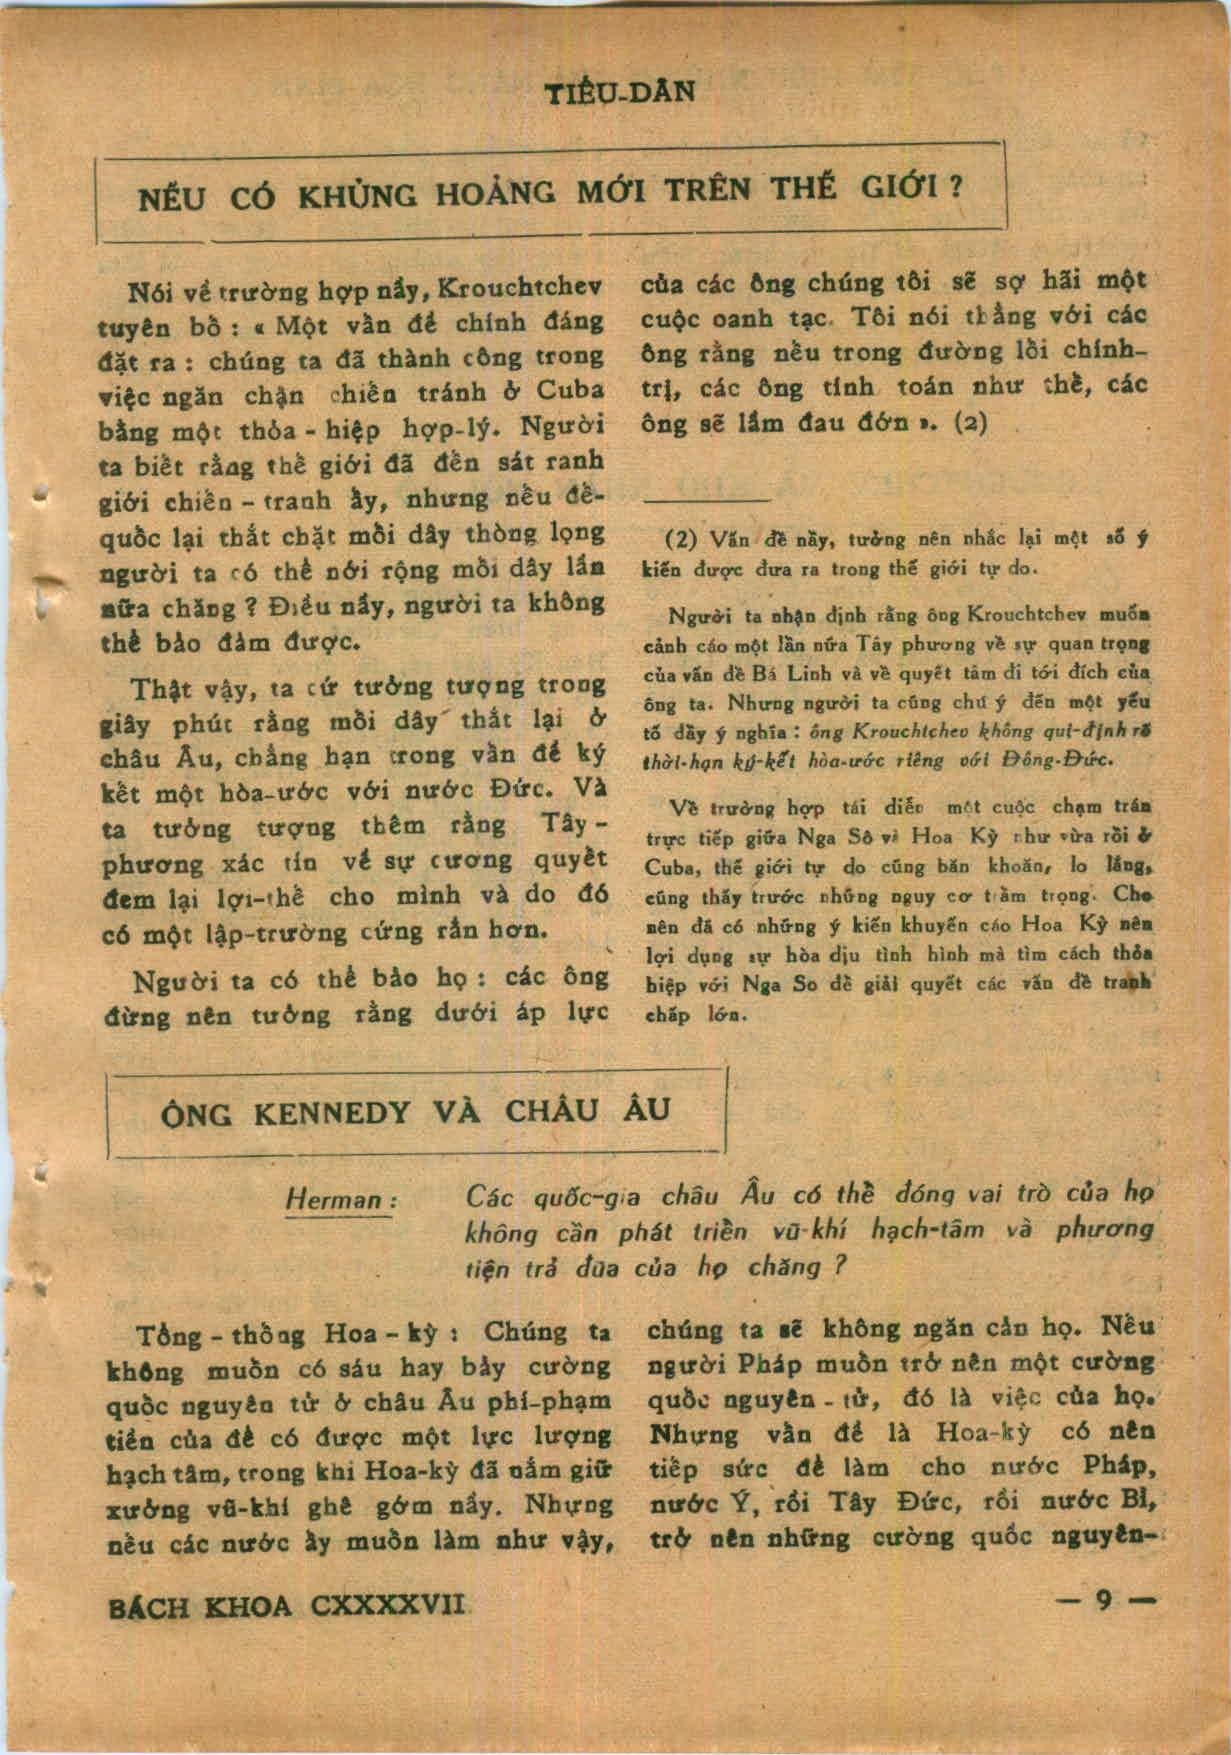 TIÊU-DÂN
NẾU CÓ KHỦNG HOẢNG MỚI TRÊN THẾ GIỚI ?
Nói về trường hợp nầy, Krouchtchev
tuyên bố : « Một vấn đề chính đáng
đặt ra : chúng ta đã thành công trong
việc ngăn chận chiến tránh ở Cuba
bằng một thỏa - hiệp hợp-lý. Người
ta biết rằng thế giới đã đến sát ranh
giới chiến - tranh ấy, nhưng nếu đế-
quốc lại thắt chặt mối dây thòng lọng
người ta có thể nới rộng mối dây lần
nữa chăng ? Điều nầy, người ta không
thể bảo đảm được.
Thật vậy, ta cứ tưởng tượng trong
giây phút rằng mối dây thắt lại ở
châu Âu, chẳng hạn trong vấn đề ký
kết một hòa-ước với nước Đức. Và
ta tưởng tượng thêm rằng Tây -
phương xác tín về sự cương quyết
đem lại lợi-thế cho mình và do đó
có một lập-trường cứng rắn hơn.
Người ta có thể bảo họ : các ông
đừng nên tưởng rằng dưới áp lực
của các ông chúng tôi sẽ sợ hãi một
cuộc oanh tạc. Tôi nói thẳng với các
ông rằng nếu trong đường lối chính-
trị, các ông tính toán như thế, các
ông sẽ lầm đau đớn ». (2)
(2) Vấn đề nầy, tưởng nên nhắc lại một số ý
kiến được đưa ra trong thế giới tự do.
Người ta nhận định rằng ông Krouchtchev muốn
cảnh cáo một lần nữa Tây phương về sự quan trọng
của vấn đề Bá Linh và về quyết tâm đi tới đích của
ông ta. Nhưng người ta cũng chú ý đến một yếu
tố đầy ý nghĩa : ông Krouchtchev không qui-định rõ
thời-hạn ký-kết hòa-ước riêng với Đông-Đức.
Về trường hợp tái diễn một cuộc chạm trán
trực tiếp giữa Nga Sô và Hoa Kỳ như vừa rồi ở
Cuba, thế giới tự do cũng băn khoăn, lo lắng,
cũng thấy trước những nguy cơ trầm trọng. Cho
nên đã có những ý kiến khuyến cáo Hoa Kỳ nên
lợi dụng sự hòa dịu tình hình mà tìm cách thỏa
hiệp với Nga So để giải quyết các vấn đề tranh
chấp lớn.
ÔNG KENNEDY VÀ CHÂU ÂU
Herman : Các quốc-gia châu Âu có thể đóng vai trò của họ
không cần phát triển vũ-khí hạch-tâm và phương
tiện trả đũa của họ chăng ?
Tổng - thống Hoa - kỳ : Chúng ta
không muốn có sáu hay bảy cường
quốc nguyên tử ở châu Âu phí-phạm
tiền của để có được một lực lượng
hạch tâm, trong khi Hoa-kỳ đã nắm giữ
xưởng vũ-khí ghê gớm nầy. Nhưng
nếu các nước ấy muốn làm như vậy,
chúng ta sẽ không ngăn cản họ. Nếu
người Pháp muốn trở nên một cường
quốc nguyên - tử, đó là việc của họ.
Nhưng vấn đề là Hoa-kỳ có nên
tiếp sức để làm cho nước Pháp,
nước Ý, rồi Tây Đức, rồi nước Bỉ,
trở nên những cường quốc nguyên-
BÁCH KHOA CXXXXVII
— 9 —